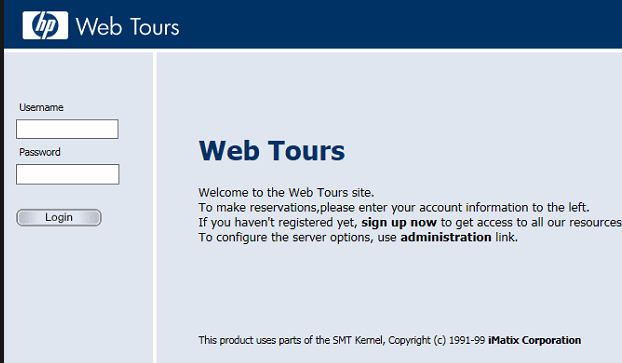 hp Web Tours
Username
Password
Login
Web Tours
Welcome to the Web Tours site.
To make reservations,please enter your account information to the left.
If you haven't registered yet, sign up now to get access to all our resources
To configure the server options, use administration link.
This product uses parts of the SMT Kernel, Copyright (c) 1991-99 iMatix Corporation